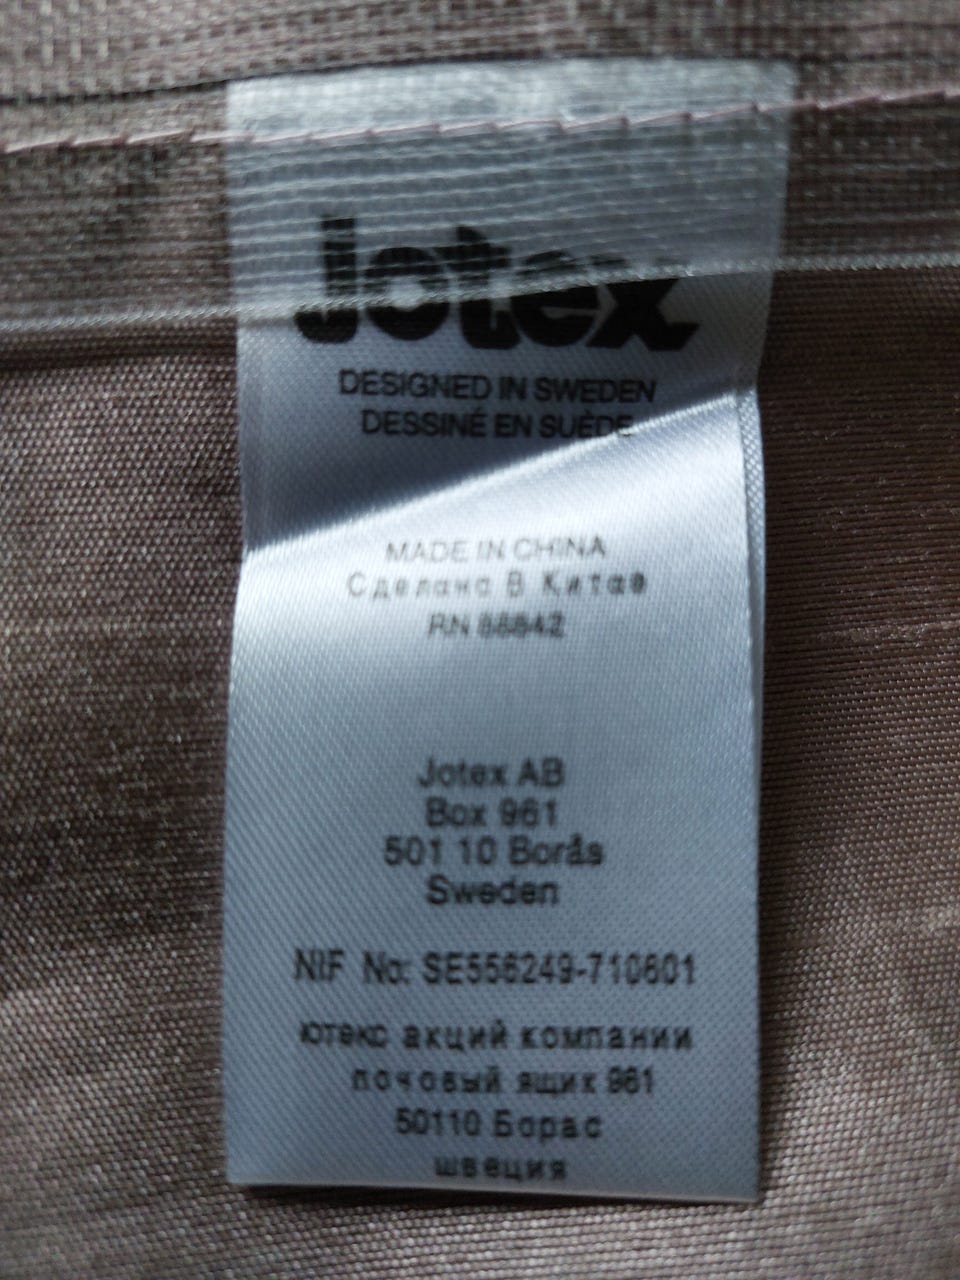 Jotex
DESIGNED IN SWEDEN
DESSINÉ EN SUÈDE
MADE IN CHINA
Сделана В Китае
RN 88842
Jotex AB
Box 961
501 10 Borås
Sweden
NIF No: SE556249-710601
ютекс акций компании
почовый ящик 961
50110 Борас
швеция